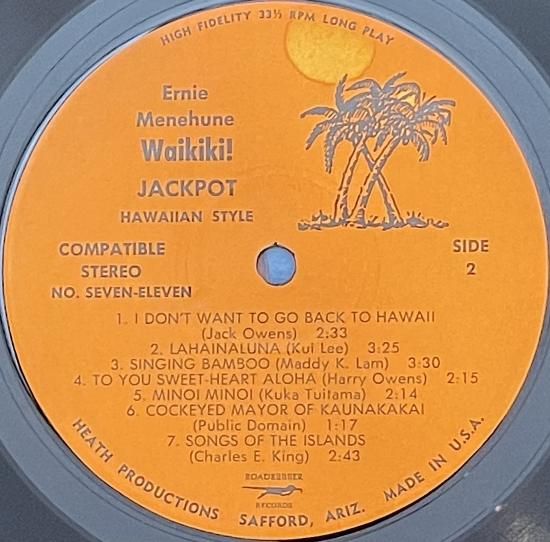 HIGH FIDELITY 33⅓ RPM LONG PLAY
Ernie
Menehune
Waikiki!
JACKPOT
HAWAIIAN STYLE
COMPATIBLE
STEREO
NO. SEVEN-ELEVEN
SIDE
2
1. I DON'T WANT TO GO BACK TO HAWAII
(Jack Owens) 2:33
2. LAHAINALUNA (Kui Lee) 3:25
3. SINGING BAMBOO (Maddy K. Lam) 3:30
4. TO YOU SWEET-HEART ALOHA (Harry Owens) 2:15
5. MINOI MINOI (Kuka Tuitama) 2:14
6. COCKEYED MAYOR OF KAUNAKAKAI
(Public Domain) 1:17
7. SONGS OF THE ISLANDS
(Charles E. King) 2:43
ROADRUNNER
RECORDS
HEATH PRODUCTIONS SAFFORD, ARIZ. MADE IN U.S.A.